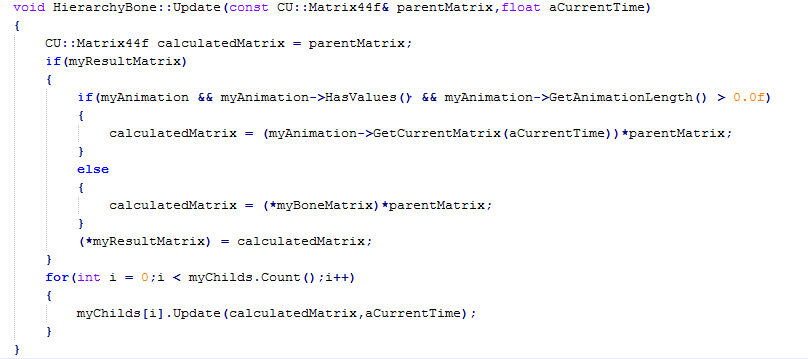 void HierarchyBone::Update(const CU::Matrix44f& parentMatrix,float aCurrentTime)
{
    CU::Matrix44f calculatedMatrix = parentMatrix;
    if(myResultMatrix)
    {
        if(myAnimation && myAnimation->HasValues() && myAnimation->GetAnimationLength() > 0.0f)
        {
            calculatedMatrix = (myAnimation->GetCurrentMatrix(aCurrentTime))*parentMatrix;
        }
        else
        {
            calculatedMatrix = (*myBoneMatrix)*parentMatrix;
        }
        (*myResultMatrix) = calculatedMatrix;
    }
    for(int i = 0;i < myChilds.Count();i++)
    {
        myChilds[i].Update(calculatedMatrix,aCurrentTime);
    }
}